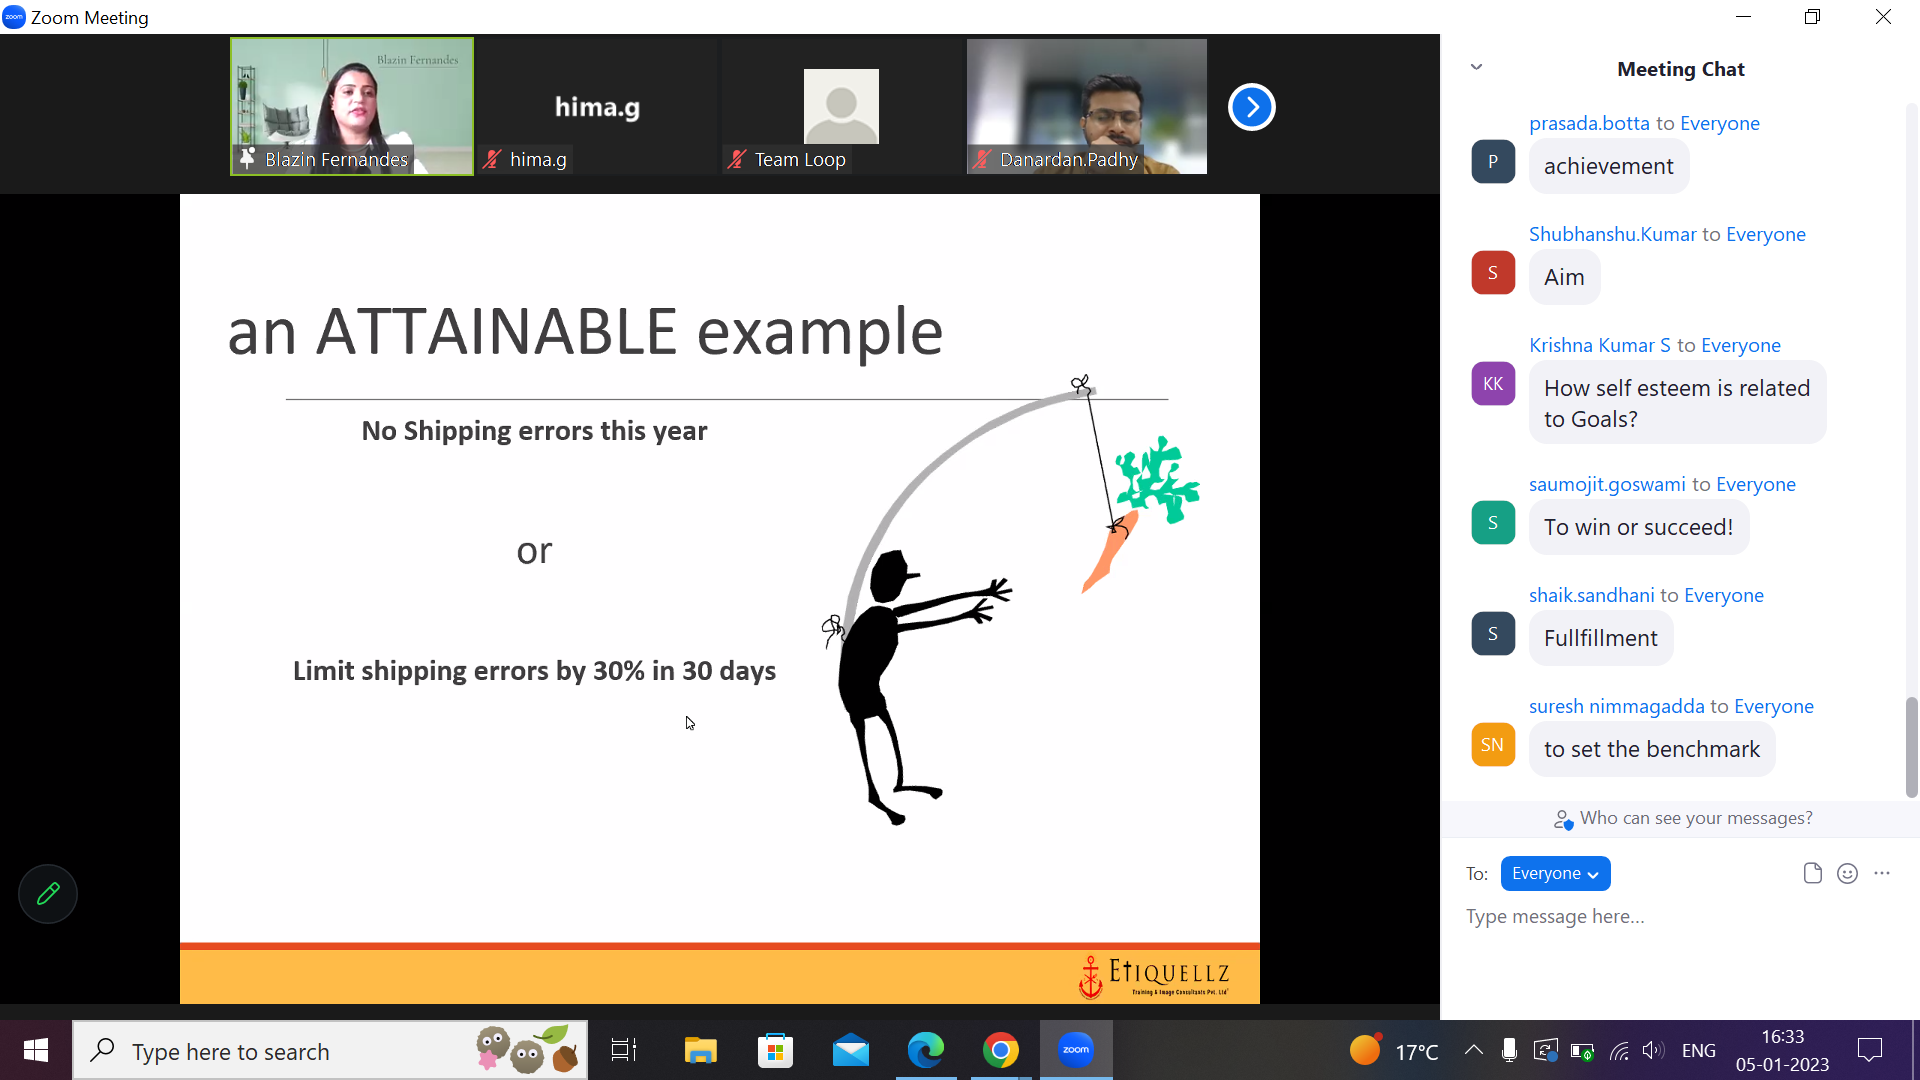 zoom
Zoom Meeting
Blazin Fernandes
Blazin Fernandes
hima.g
hima.g
Team Loop
Danardan.Padhy
an ATTAINABLE example
No Shipping errors this year
or
Limit shipping errors by 30% in 30 days
ETIQUELLZ
Training & Image Consultants Pvt. Ltd
Meeting Chat
prasada.botta to Everyone
P
achievement
Shubhanshu.Kumar to Everyone
S
Aim
Krishna Kumar S to Everyone
KK
How self esteem is related
to Goals?
saumojit.goswami to Everyone
S
To win or succeed!
shaik.sandhani to Everyone
S
Fullfillment
suresh nimmagadda to Everyone
SN
to set the benchmark
Who can see your messages?
To: Everyone
Type message here...
Type here to search
zoom
17°C
ENG
16:33
05-01-2023